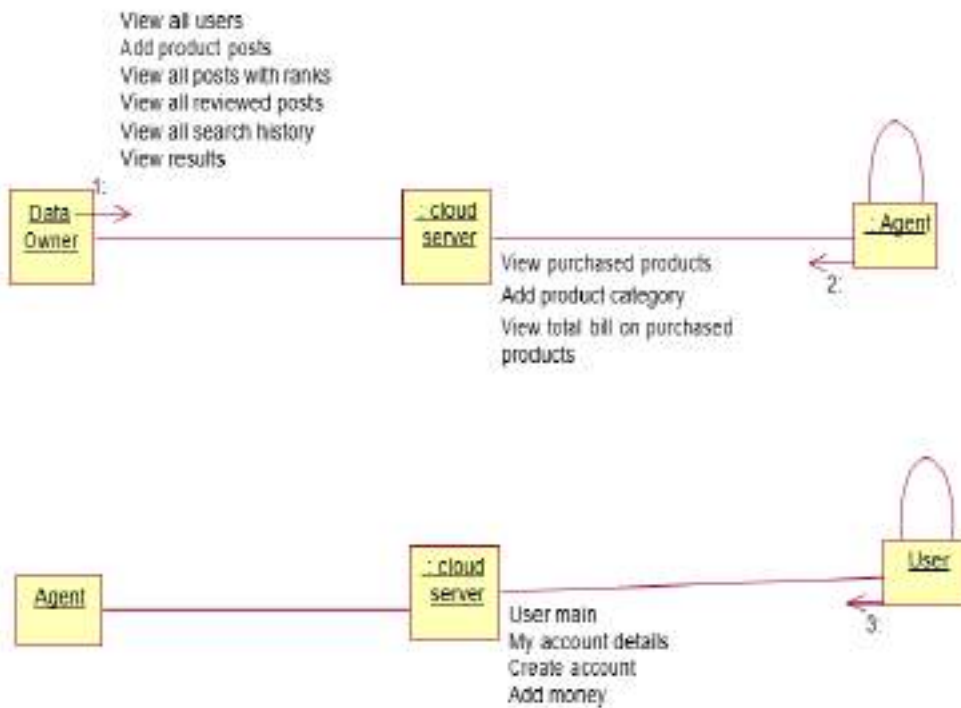 View all users
Add product posts
View all posts with ranks
View all reviewed posts
View all search history
View results
1:
Data
Owner
: cloud
server
: Agent
View purchased products
Add product category
View total bill on purchased
products
2:
Agent
: cloud
server
User
User main
My account details
Create account
Add money
3: